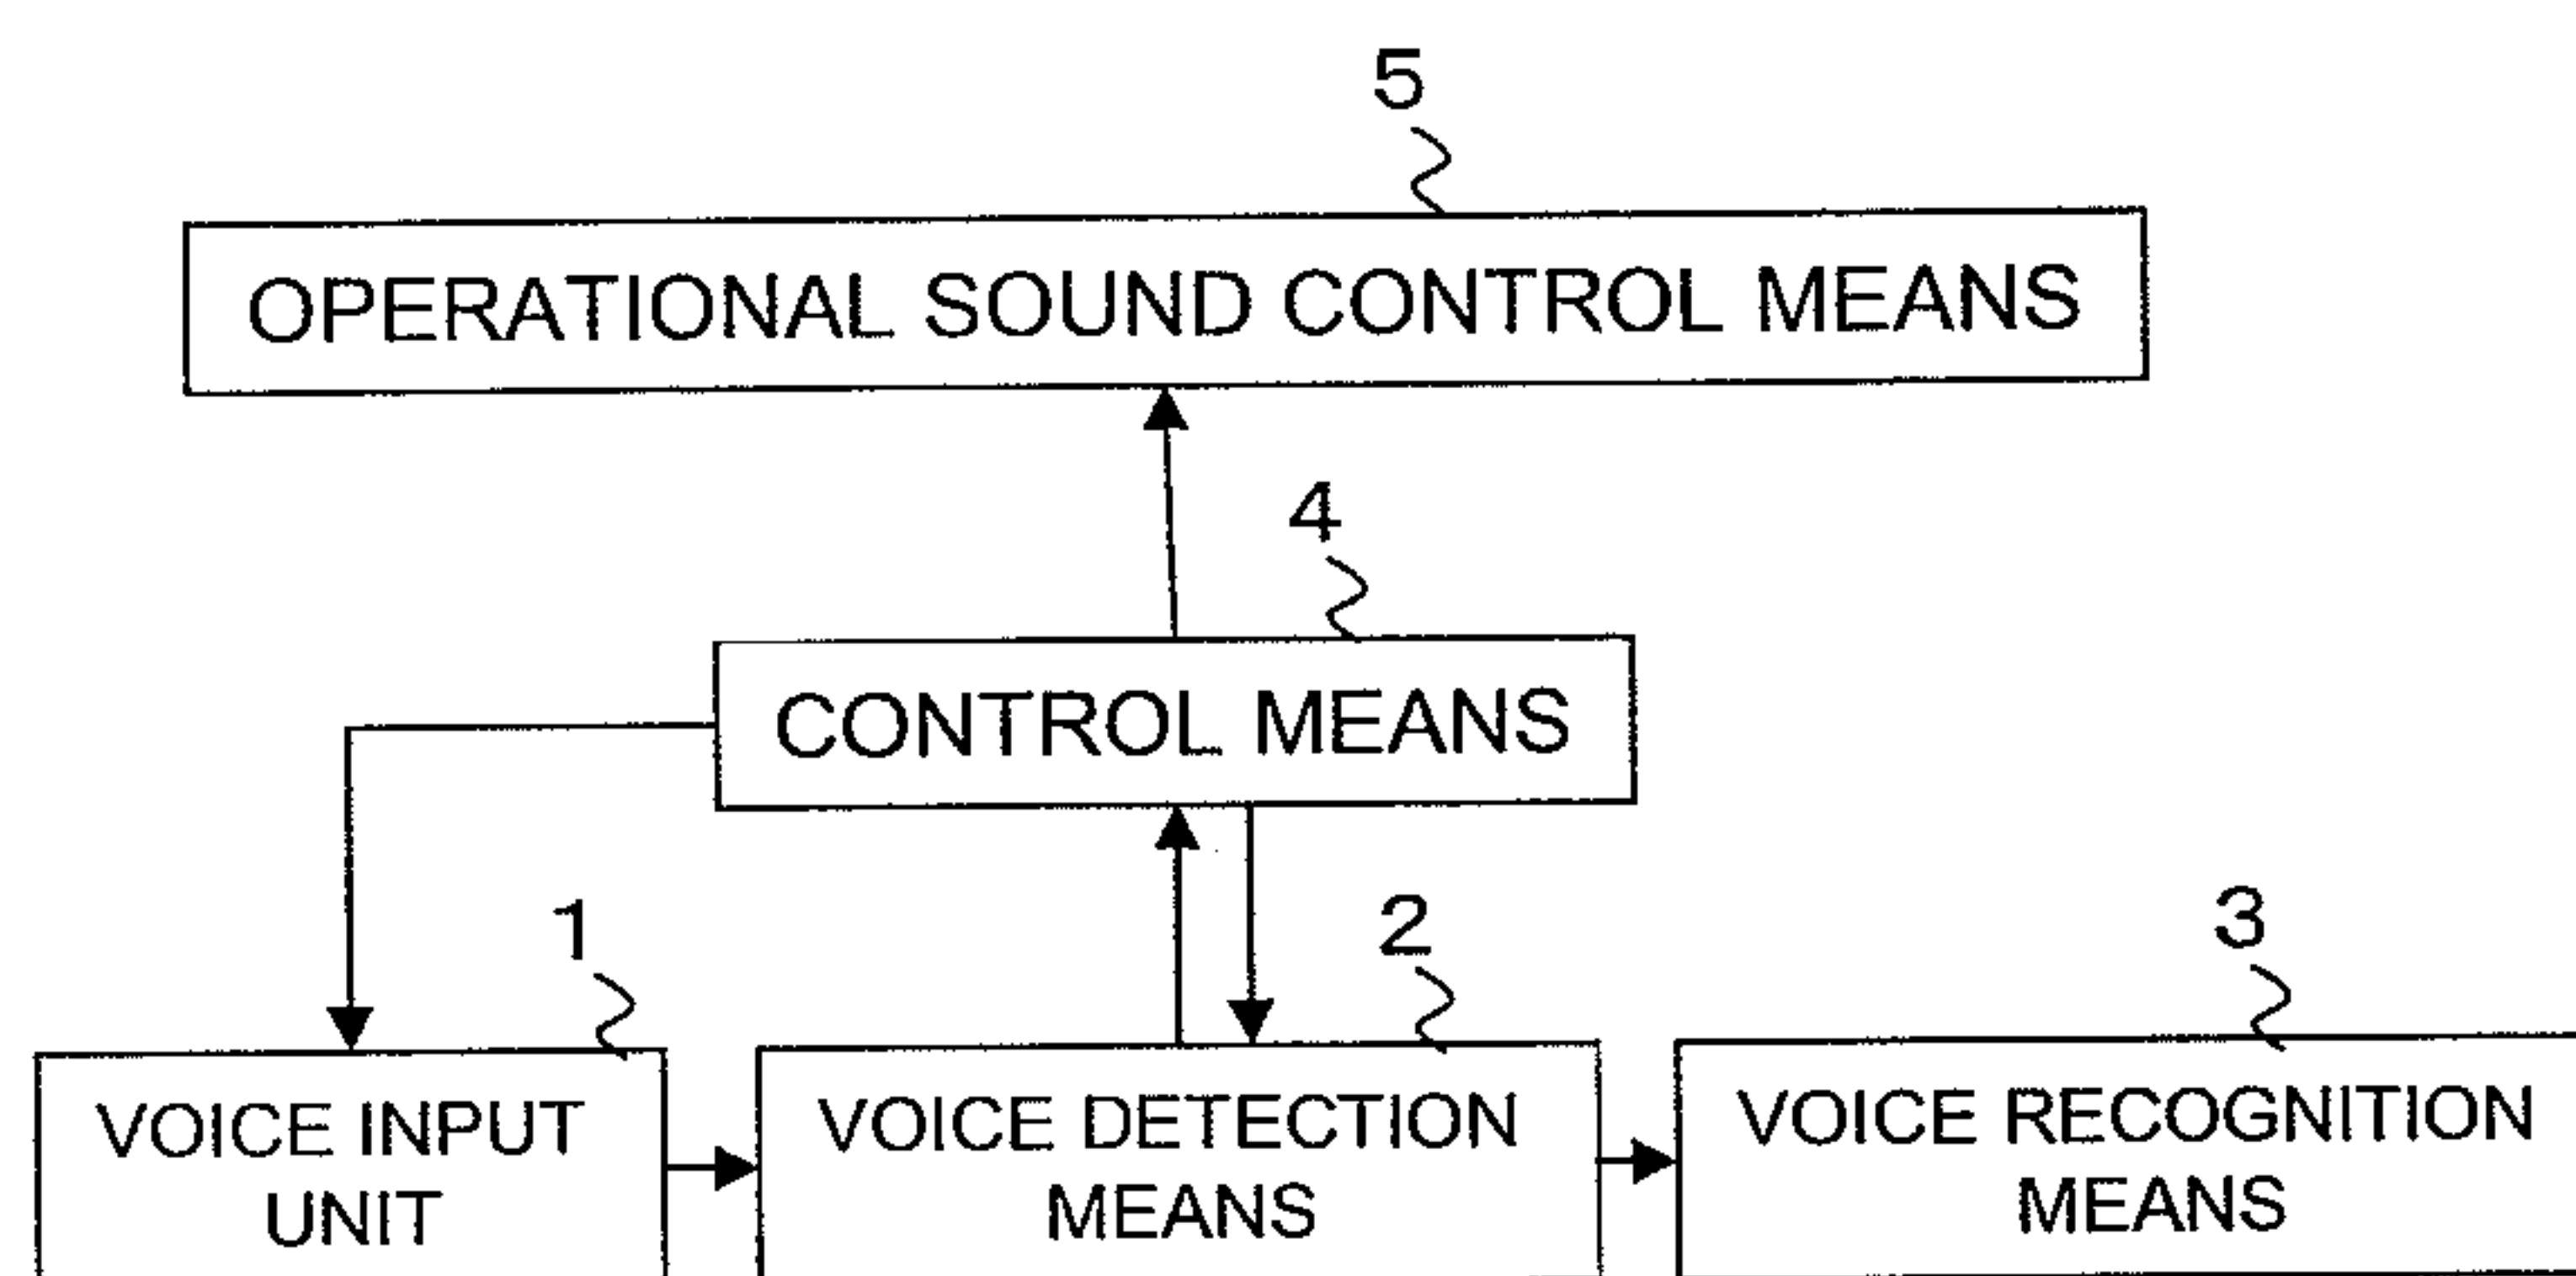 5
OPERATIONAL SOUND CONTROL MEANS
4
CONTROL MEANS
1
2
3
VOICE INPUT
UNIT
VOICE DETECTION
MEANS
VOICE RECOGNITION
MEANS